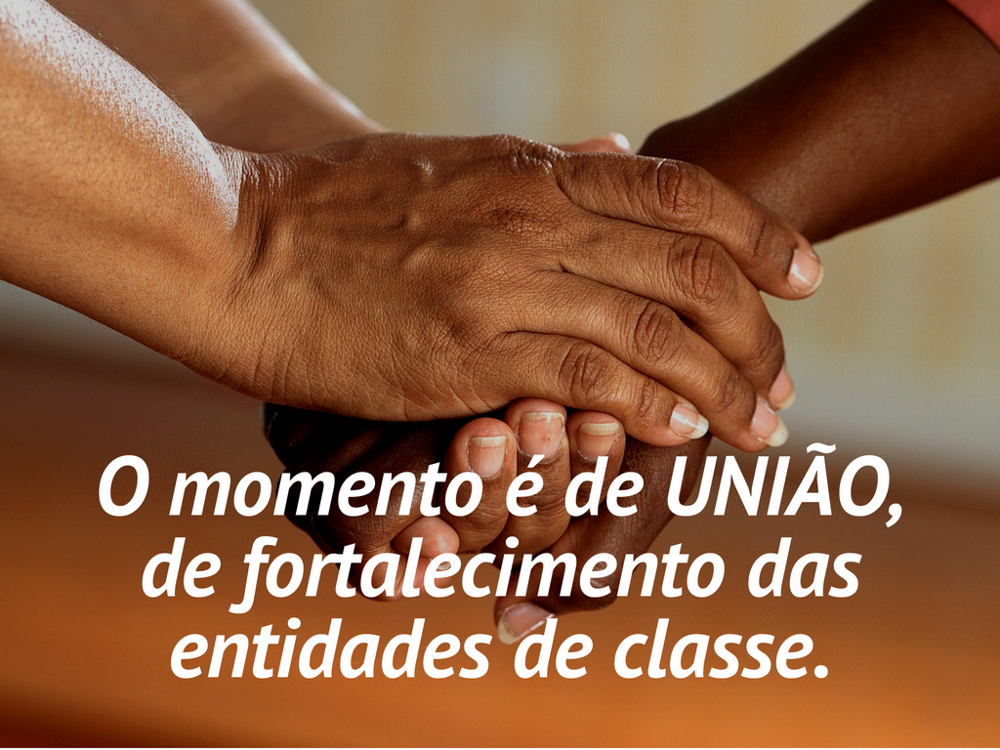 O momento é de UNIÃO,
de fortalecimento das
entidades de classe.